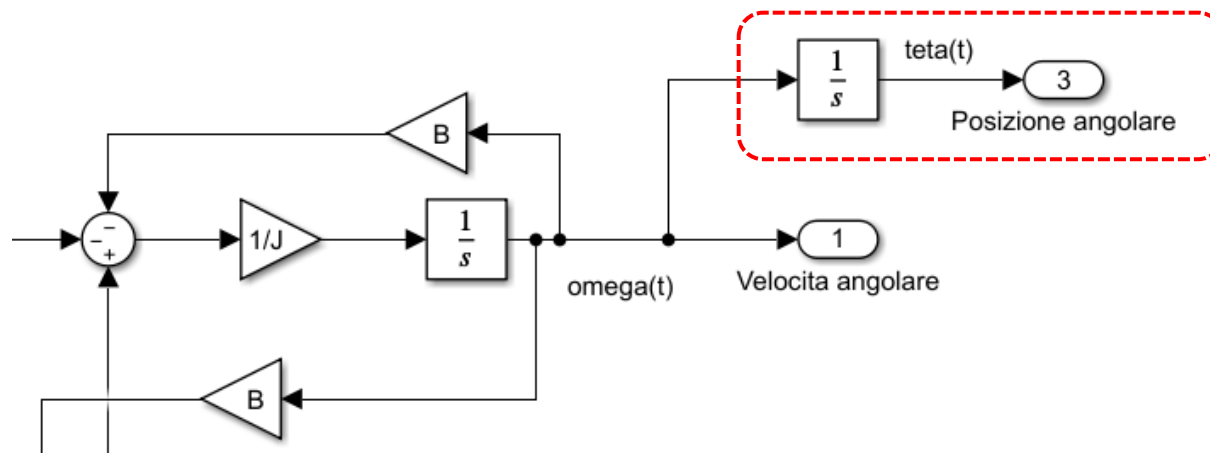 1
s
teta(t)
3
Posizione angolare
B
− −
+
1/J
1
s
omega(t)
1
Velocita angolare
B